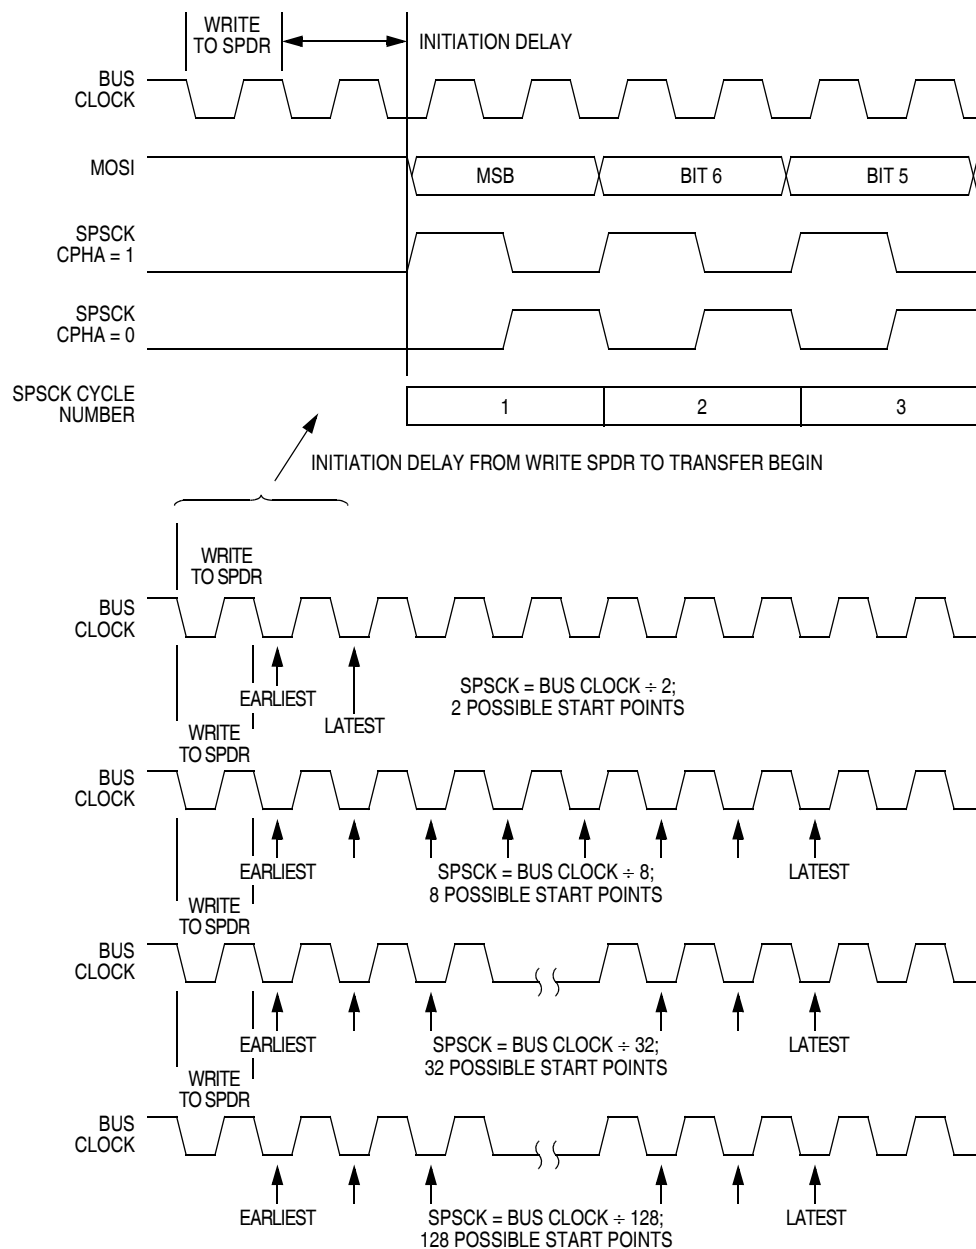 WRITE
TO SPDR
INITIATION DELAY
BUS
CLOCK
MOSI
MSB
BIT 6
BIT 5
SPSCK
CPHA = 1
SPSCK
CPHA = 0
SPSCK CYCLE
NUMBER
1
2
3
INITIATION DELAY FROM WRITE SPDR TO TRANSFER BEGIN
WRITE
TO SPDR
BUS
CLOCK
EARLIEST
LATEST
SPSCK = BUS CLOCK ÷ 2;
2 POSSIBLE START POINTS
WRITE
TO SPDR
BUS
CLOCK
EARLIEST
SPSCK = BUS CLOCK ÷ 8;
8 POSSIBLE START POINTS
LATEST
WRITE
TO SPDR
BUS
CLOCK
EARLIEST
SPSCK = BUS CLOCK ÷ 32;
32 POSSIBLE START POINTS
LATEST
WRITE
TO SPDR
BUS
CLOCK
EARLIEST
SPSCK = BUS CLOCK ÷ 128;
128 POSSIBLE START POINTS
LATEST